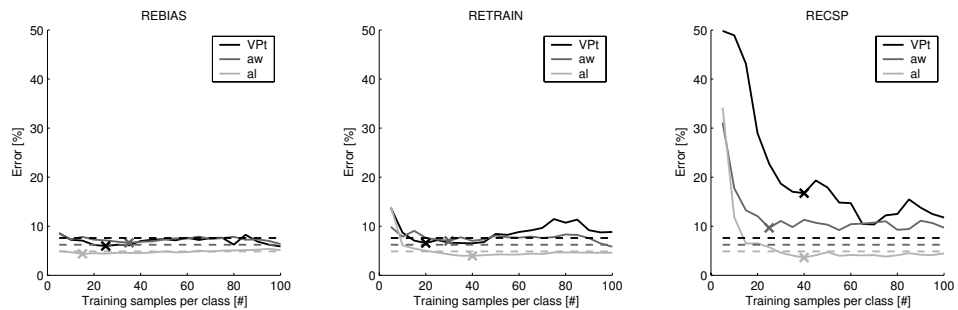 REBIAS
50
40
30
20
10
0
Error [%]
VPt
aw
al
0 20 40 60 80 100
Training samples per class [#]
RETRAIN
50
40
30
20
10
0
Error [%]
VPt
aw
al
0 20 40 60 80 100
Training samples per class [#]
RECSP
50
40
30
20
10
0
Error [%]
VPt
aw
al
0 20 40 60 80 100
Training samples per class [#]